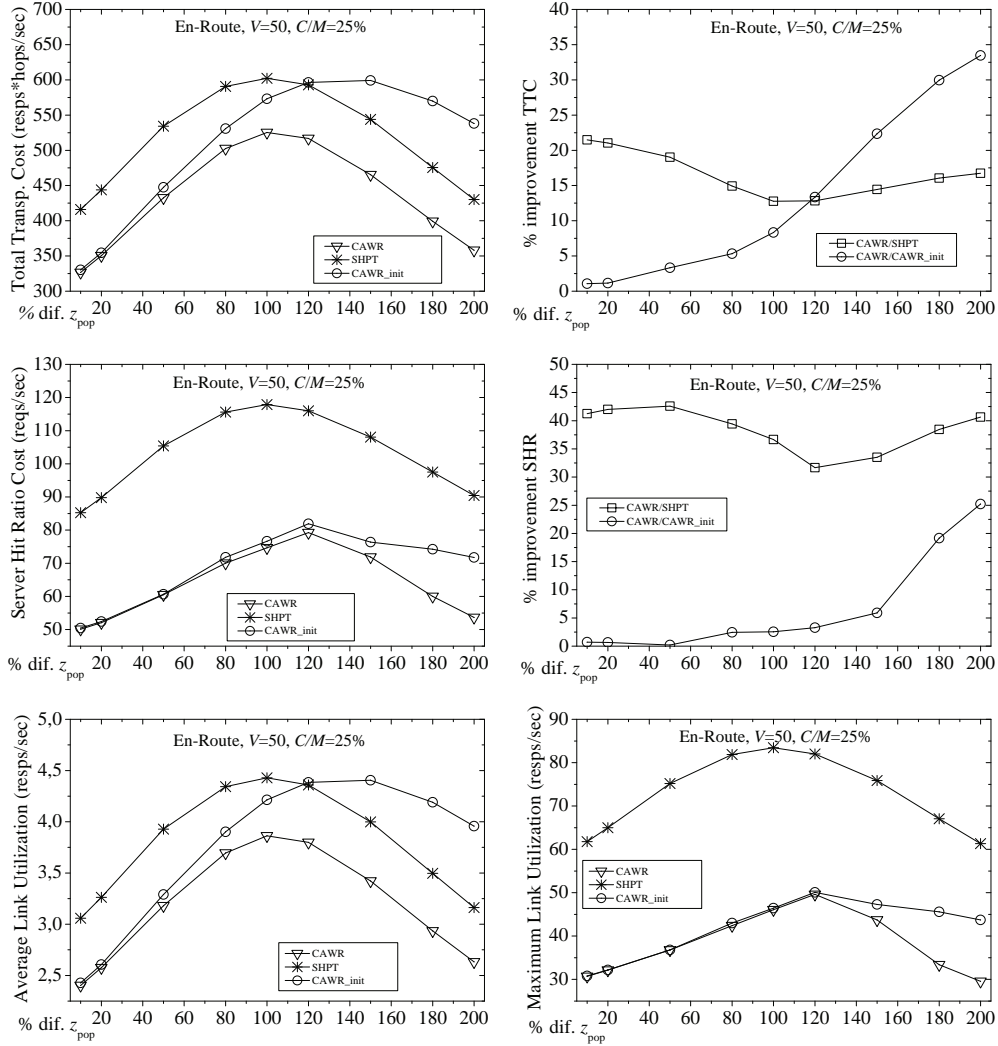 Total Transp. Cost (resps*hops/sec)
700
650
600
550
500
450
400
350
300
En-Route, V=50, C/M=25%
CAWR
SHPT
CAWR_init
% dif. z_pop
20 40 60 80 100 120 140 160 180 200
% improvement TTC
40
35
30
25
20
15
10
5
0
En-Route, V=50, C/M=25%
CAWR/SHPT
CAWR/CAWR_init
% dif. z_pop
20 40 60 80 100 120 140 160 180 200
Server Hit Ratio Cost (reqs/sec)
130
120
110
100
90
80
70
60
50
En-Route, V=50, C/M=25%
CAWR
SHPT
CAWR_init
% dif. z_pop
20 40 60 80 100 120 140 160 180 200
% improvement SHR
50
45
40
35
30
25
20
15
10
5
0
En-Route, V=50, C/M=25%
CAWR/SHPT
CAWR/CAWR_init
% dif. z_pop
20 40 60 80 100 120 140 160 180 200
Average Link Utilization (resps/sec)
5,0
4,5
4,0
3,5
3,0
2,5
En-Route, V=50, C/M=25%
CAWR
SHPT
CAWR_init
% dif. z_pop
20 40 60 80 100 120 140 160 180 200
Maximum Link Utilization (resps/sec)
90
80
70
60
50
40
30
En-Route, V=50, C/M=25%
CAWR
SHPT
CAWR_init
% dif. z_pop
20 40 60 80 100 120 140 160 180 200